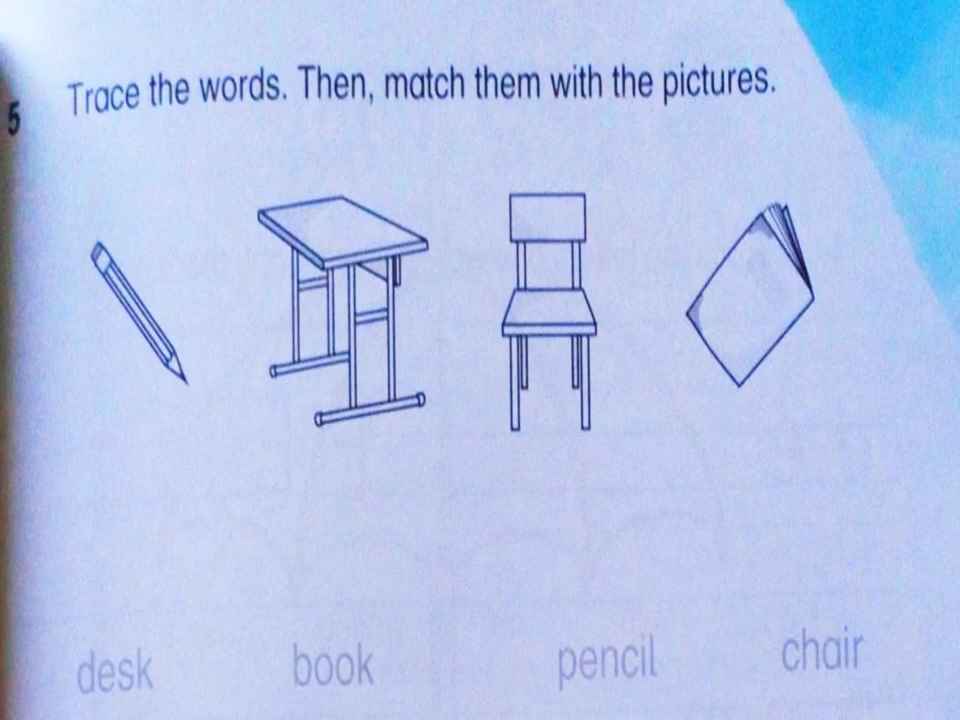 5 Trace the words. Then, match them with the pictures.
desk book pencil chair